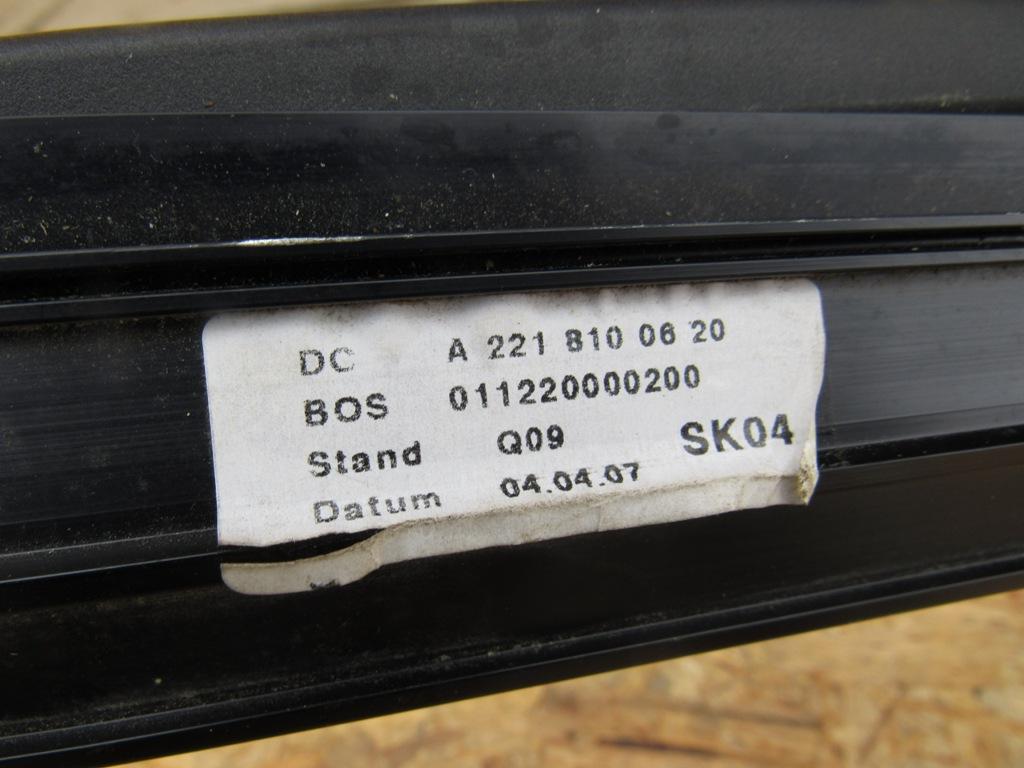 DC A 221 810 06 20
BOS 011220000200
Stand Q09 SK04
Datum 04.04.07